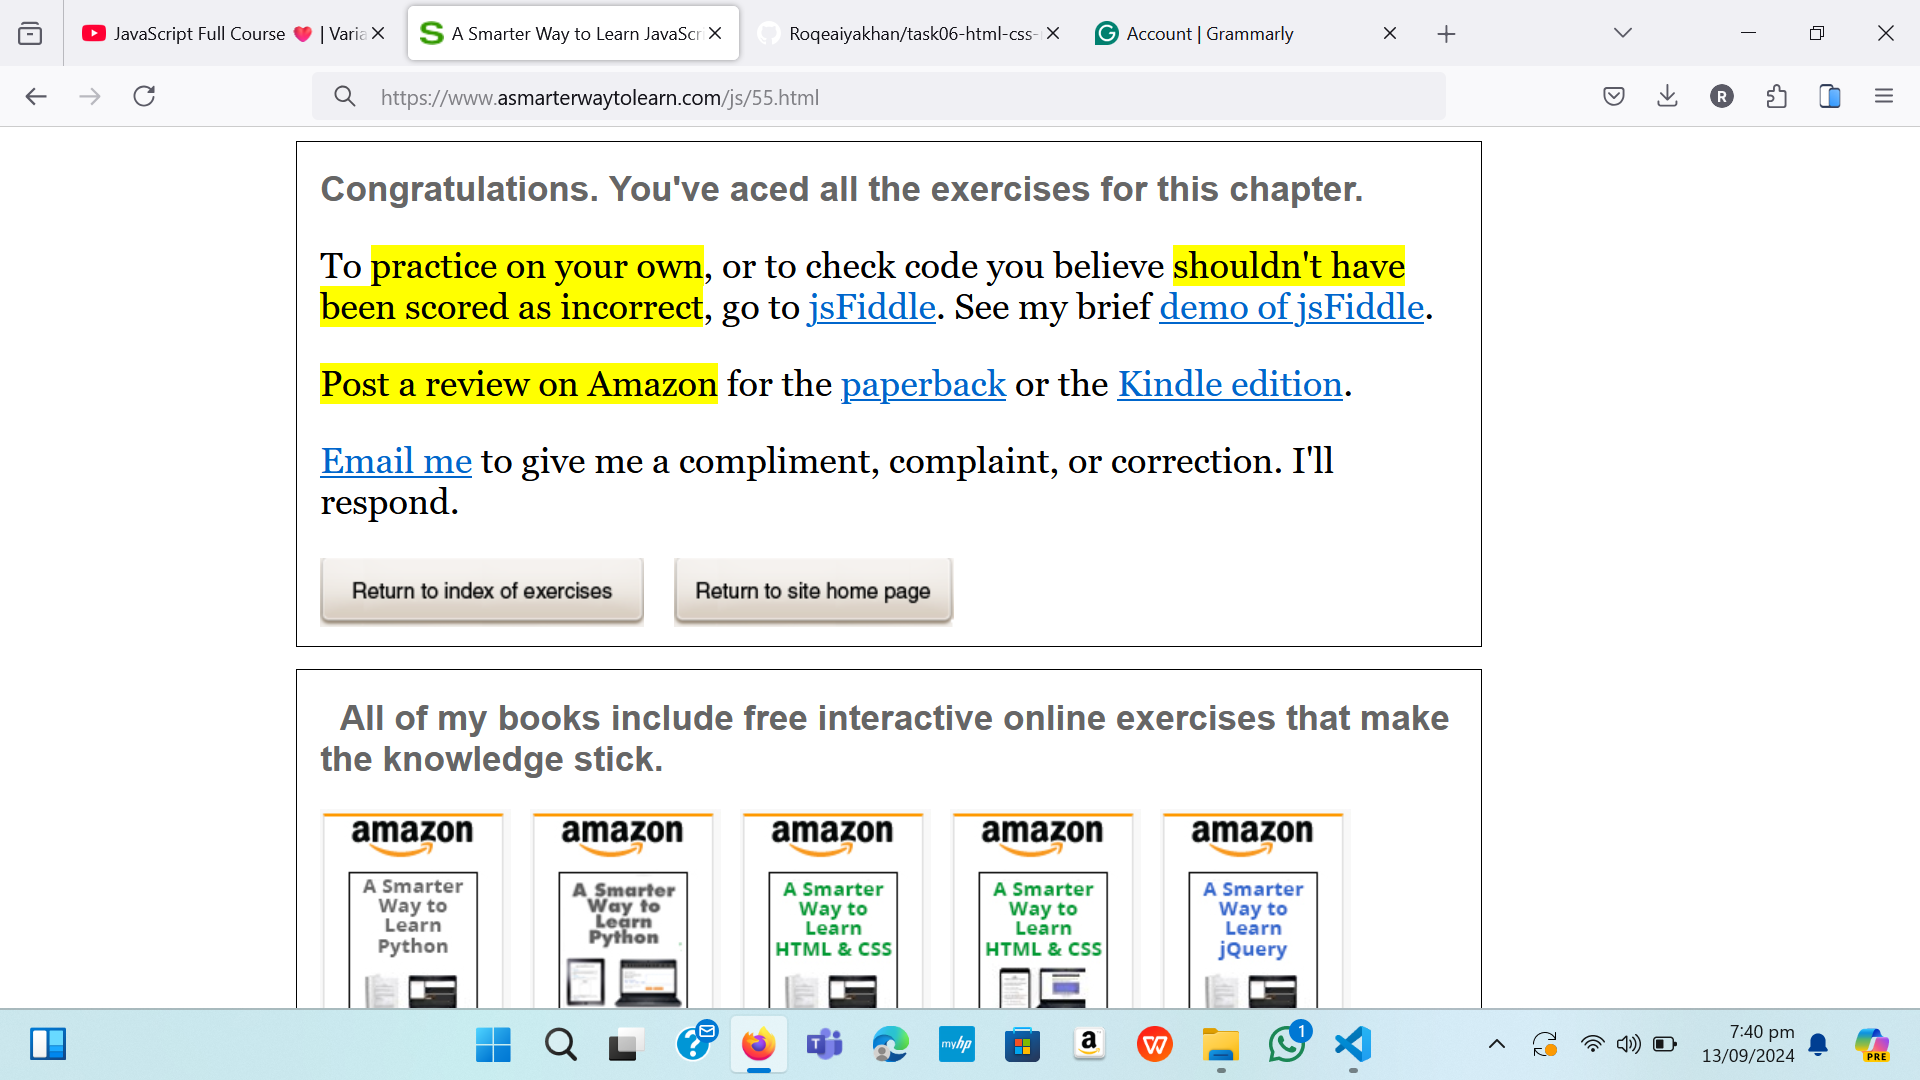 JavaScript Full Course ❤️ | Varia
A Smarter Way to Learn JavaScri
Roqeaiyakhan/task06-html-css-
Account | Grammarly
https://www.asmarterwaytolearn.com/js/55.html
R
Congratulations. You've aced all the exercises for this chapter.
To practice on your own, or to check code you believe shouldn't have
been scored as incorrect, go to jsFiddle. See my brief demo of jsFiddle.
Post a review on Amazon for the paperback or the Kindle edition.
Email me to give me a compliment, complaint, or correction. I'll
respond.
Return to index of exercises
Return to site home page
All of my books include free interactive online exercises that make
the knowledge stick.
amazon
A Smarter
Way to
Learn
Python
amazon
A Smarter
Way to
Learn
Python
amazon
A Smarter
Way to
Learn
HTML & CSS
amazon
A Smarter
Way to
Learn
HTML & CSS
amazon
A Smarter
Way to
Learn
jQuery
myhp
1
7:40 pm
13/09/2024
PRE